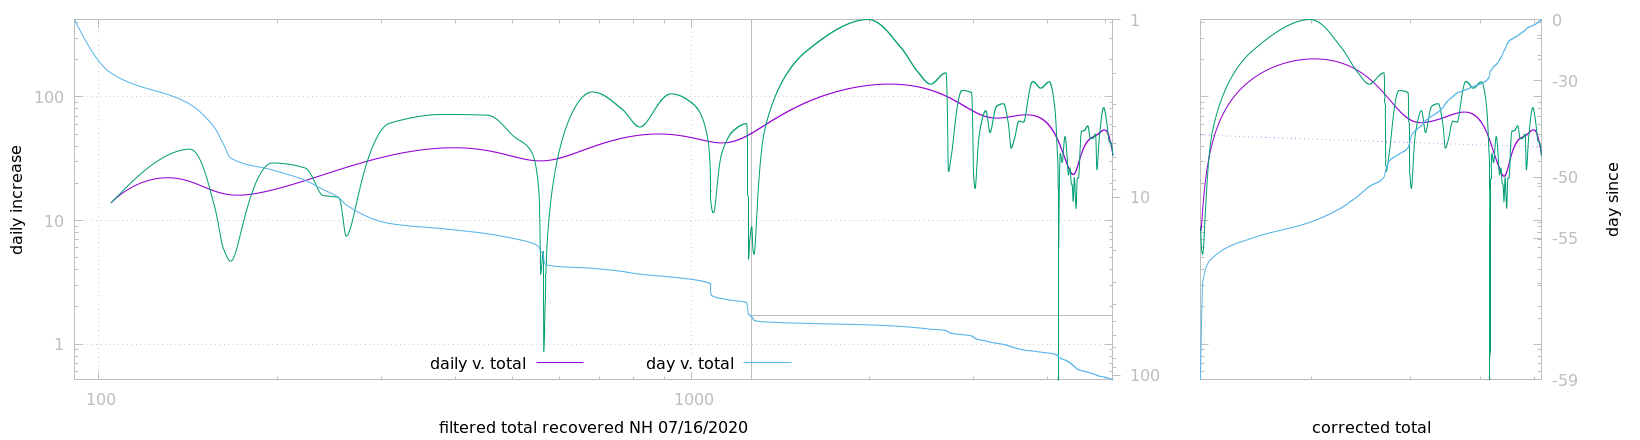 daily increase
100
10
1
100
1000
filtered total recovered NH 07/16/2020
daily v. total
day v. total
1
10
100
corrected total
0
-30
-50
-55
-59
day since